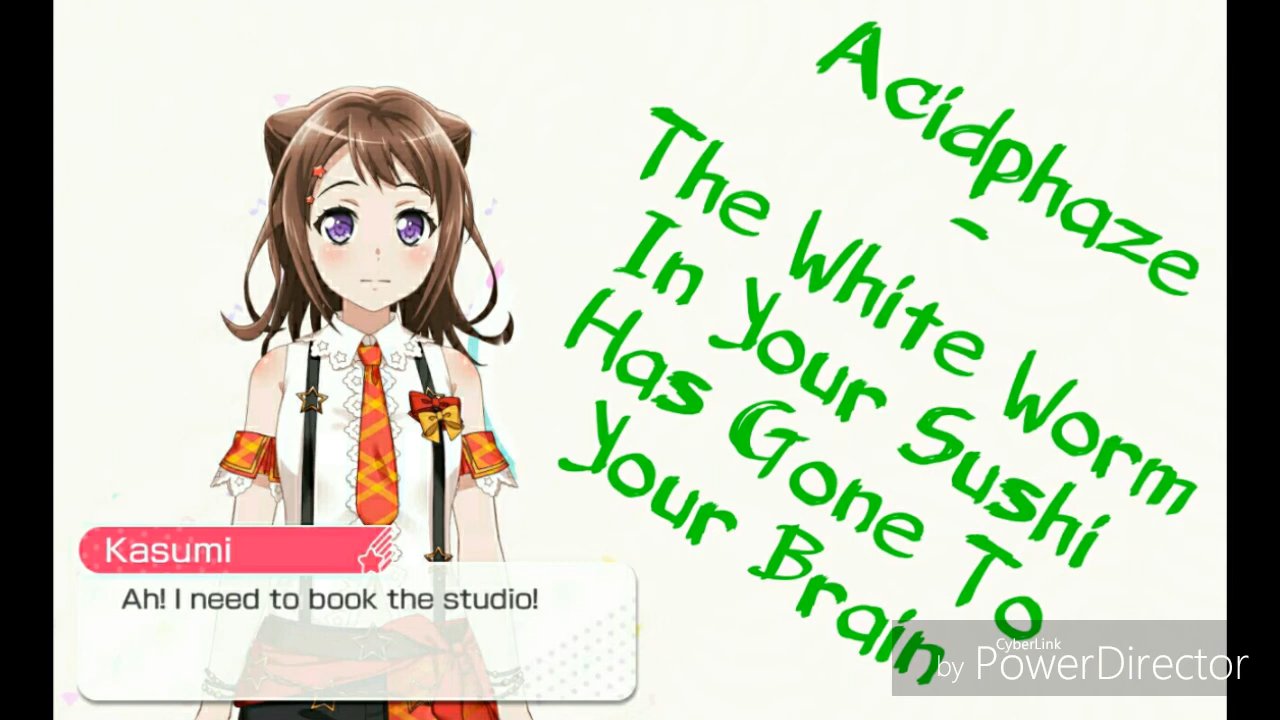 Acidphaze
-
The White Worm
In Your Sushi
Has Gone To
Your Brain
Kasumi
Ah! I need to book the studio!
CyberLink
by PowerDirector